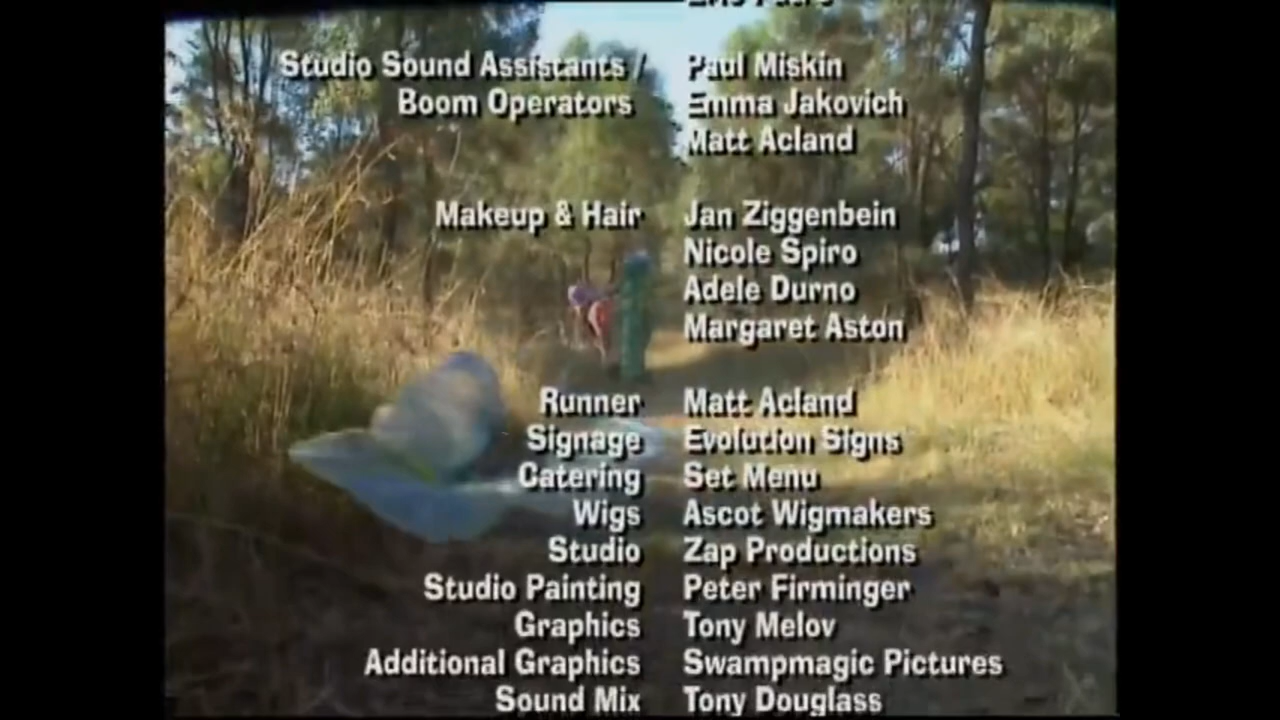 Studio Sound Assistants / Paul Miskin
Boom Operators Emma Jakovich
Matt Acland
Makeup & Hair Jan Ziggenbein
Nicole Spiro
Adele Durno
Margaret Aston
Runner Matt Acland
Signage Evolution Signs
Catering Set Menu
Wigs Ascot Wigmakers
Studio Zap Productions
Studio Painting Peter Firminger
Graphics Tony Melov
Additional Graphics Swampmagic Pictures
Sound Mix Tony Douglass